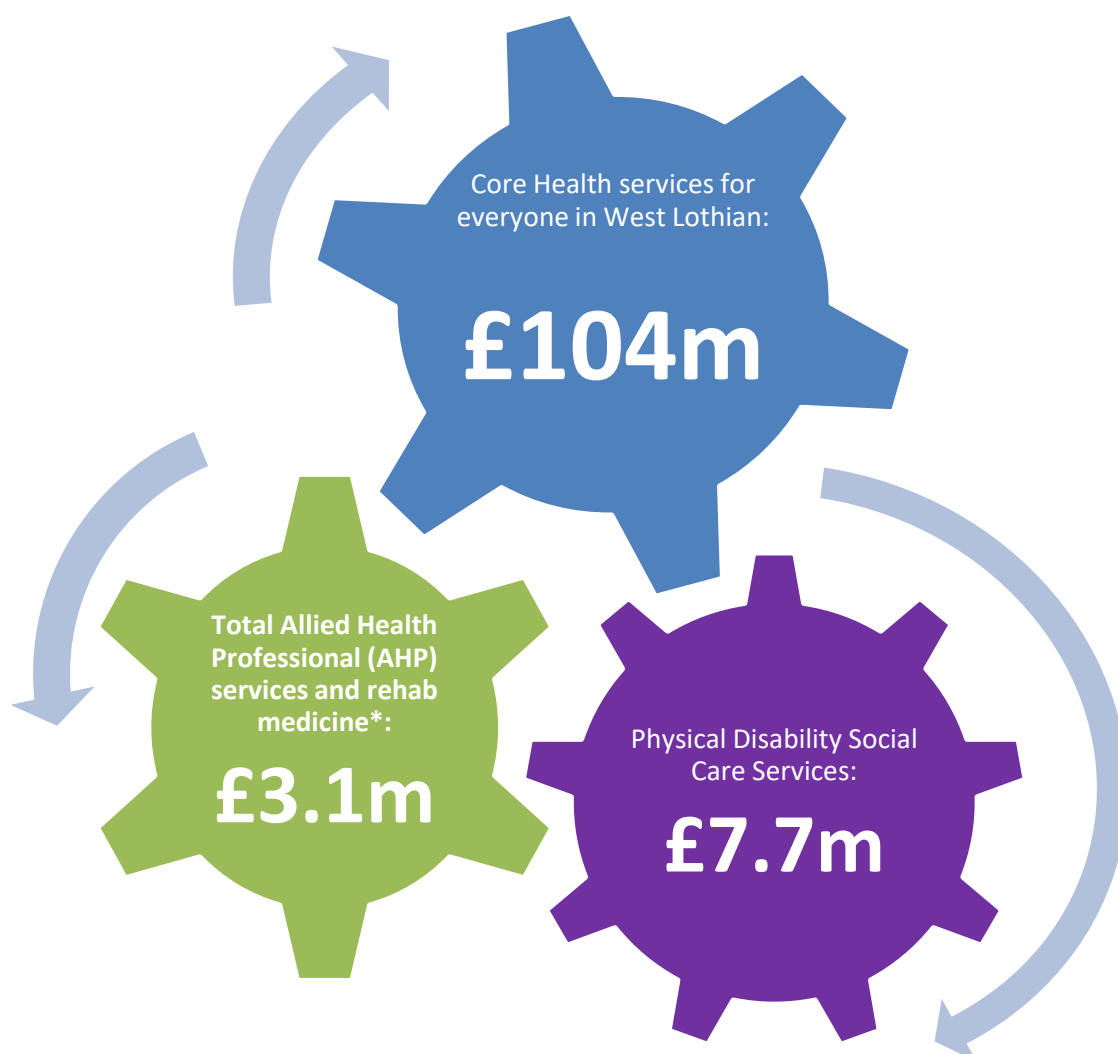 Core Health services for
everyone in West Lothian:
£104m
Total Allied Health
Professional (AHP)
services and rehab
medicine*:
£3.1m
Physical Disability Social
Care Services:
£7.7m